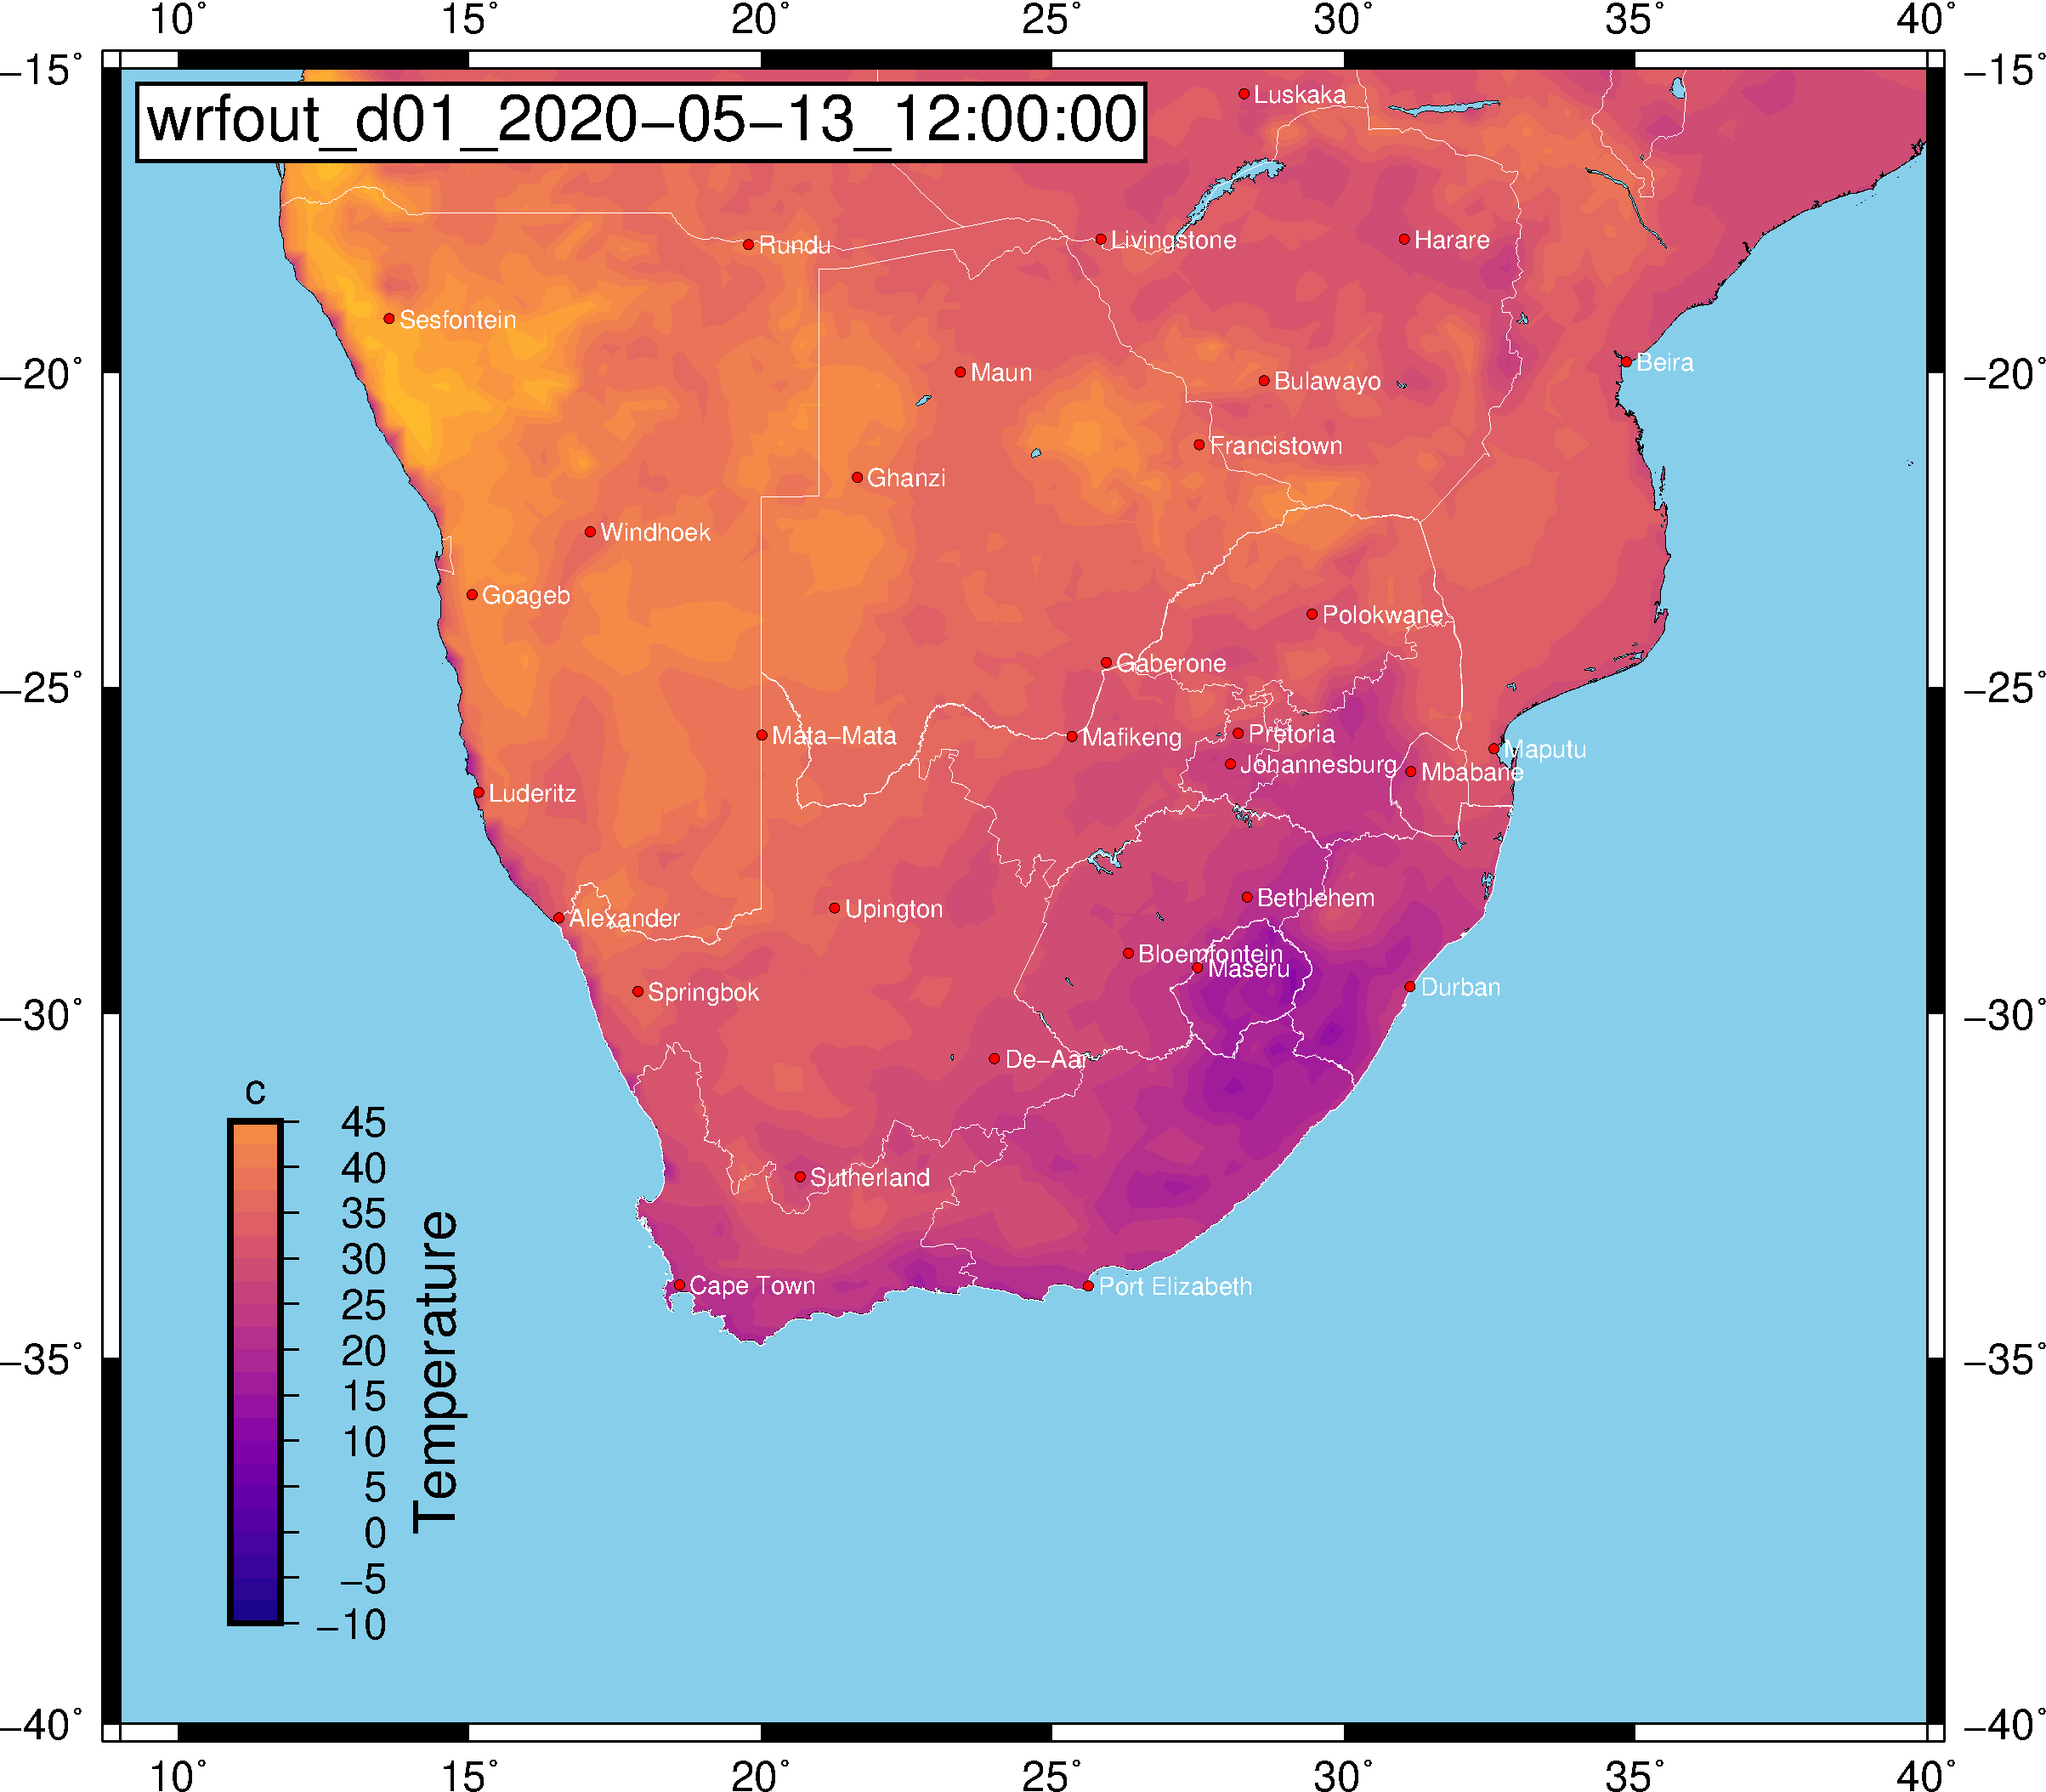 10° 15° 20° 25° 30° 35° 40°
−15° −15°
wrfout_d01_2020−05−13_12:00:00
Luskaka
Rundu
Livingstone
Harare
Sesfontein
Beira
−20° −20°
Maun
Bulawayo
Francistown
Ghanzi
Windhoek
Goageb
Polokwane
Gaberone
−25° −25°
Mata−Mata
Mafikeng
Pretoria
Maputu
Johannesburg
Mbabane
Luderitz
Bethlehem
Upington
Alexander
Bloemfontein
Maseru
Durban
Springbok
−30° −30°
De−Aar
c
45
40
35
30
25
20
15
10
5
0
−5
−10
Temperature
Sutherland
Cape Town
Port Elizabeth
−35° −35°
−40° −40°
10° 15° 20° 25° 30° 35° 40°